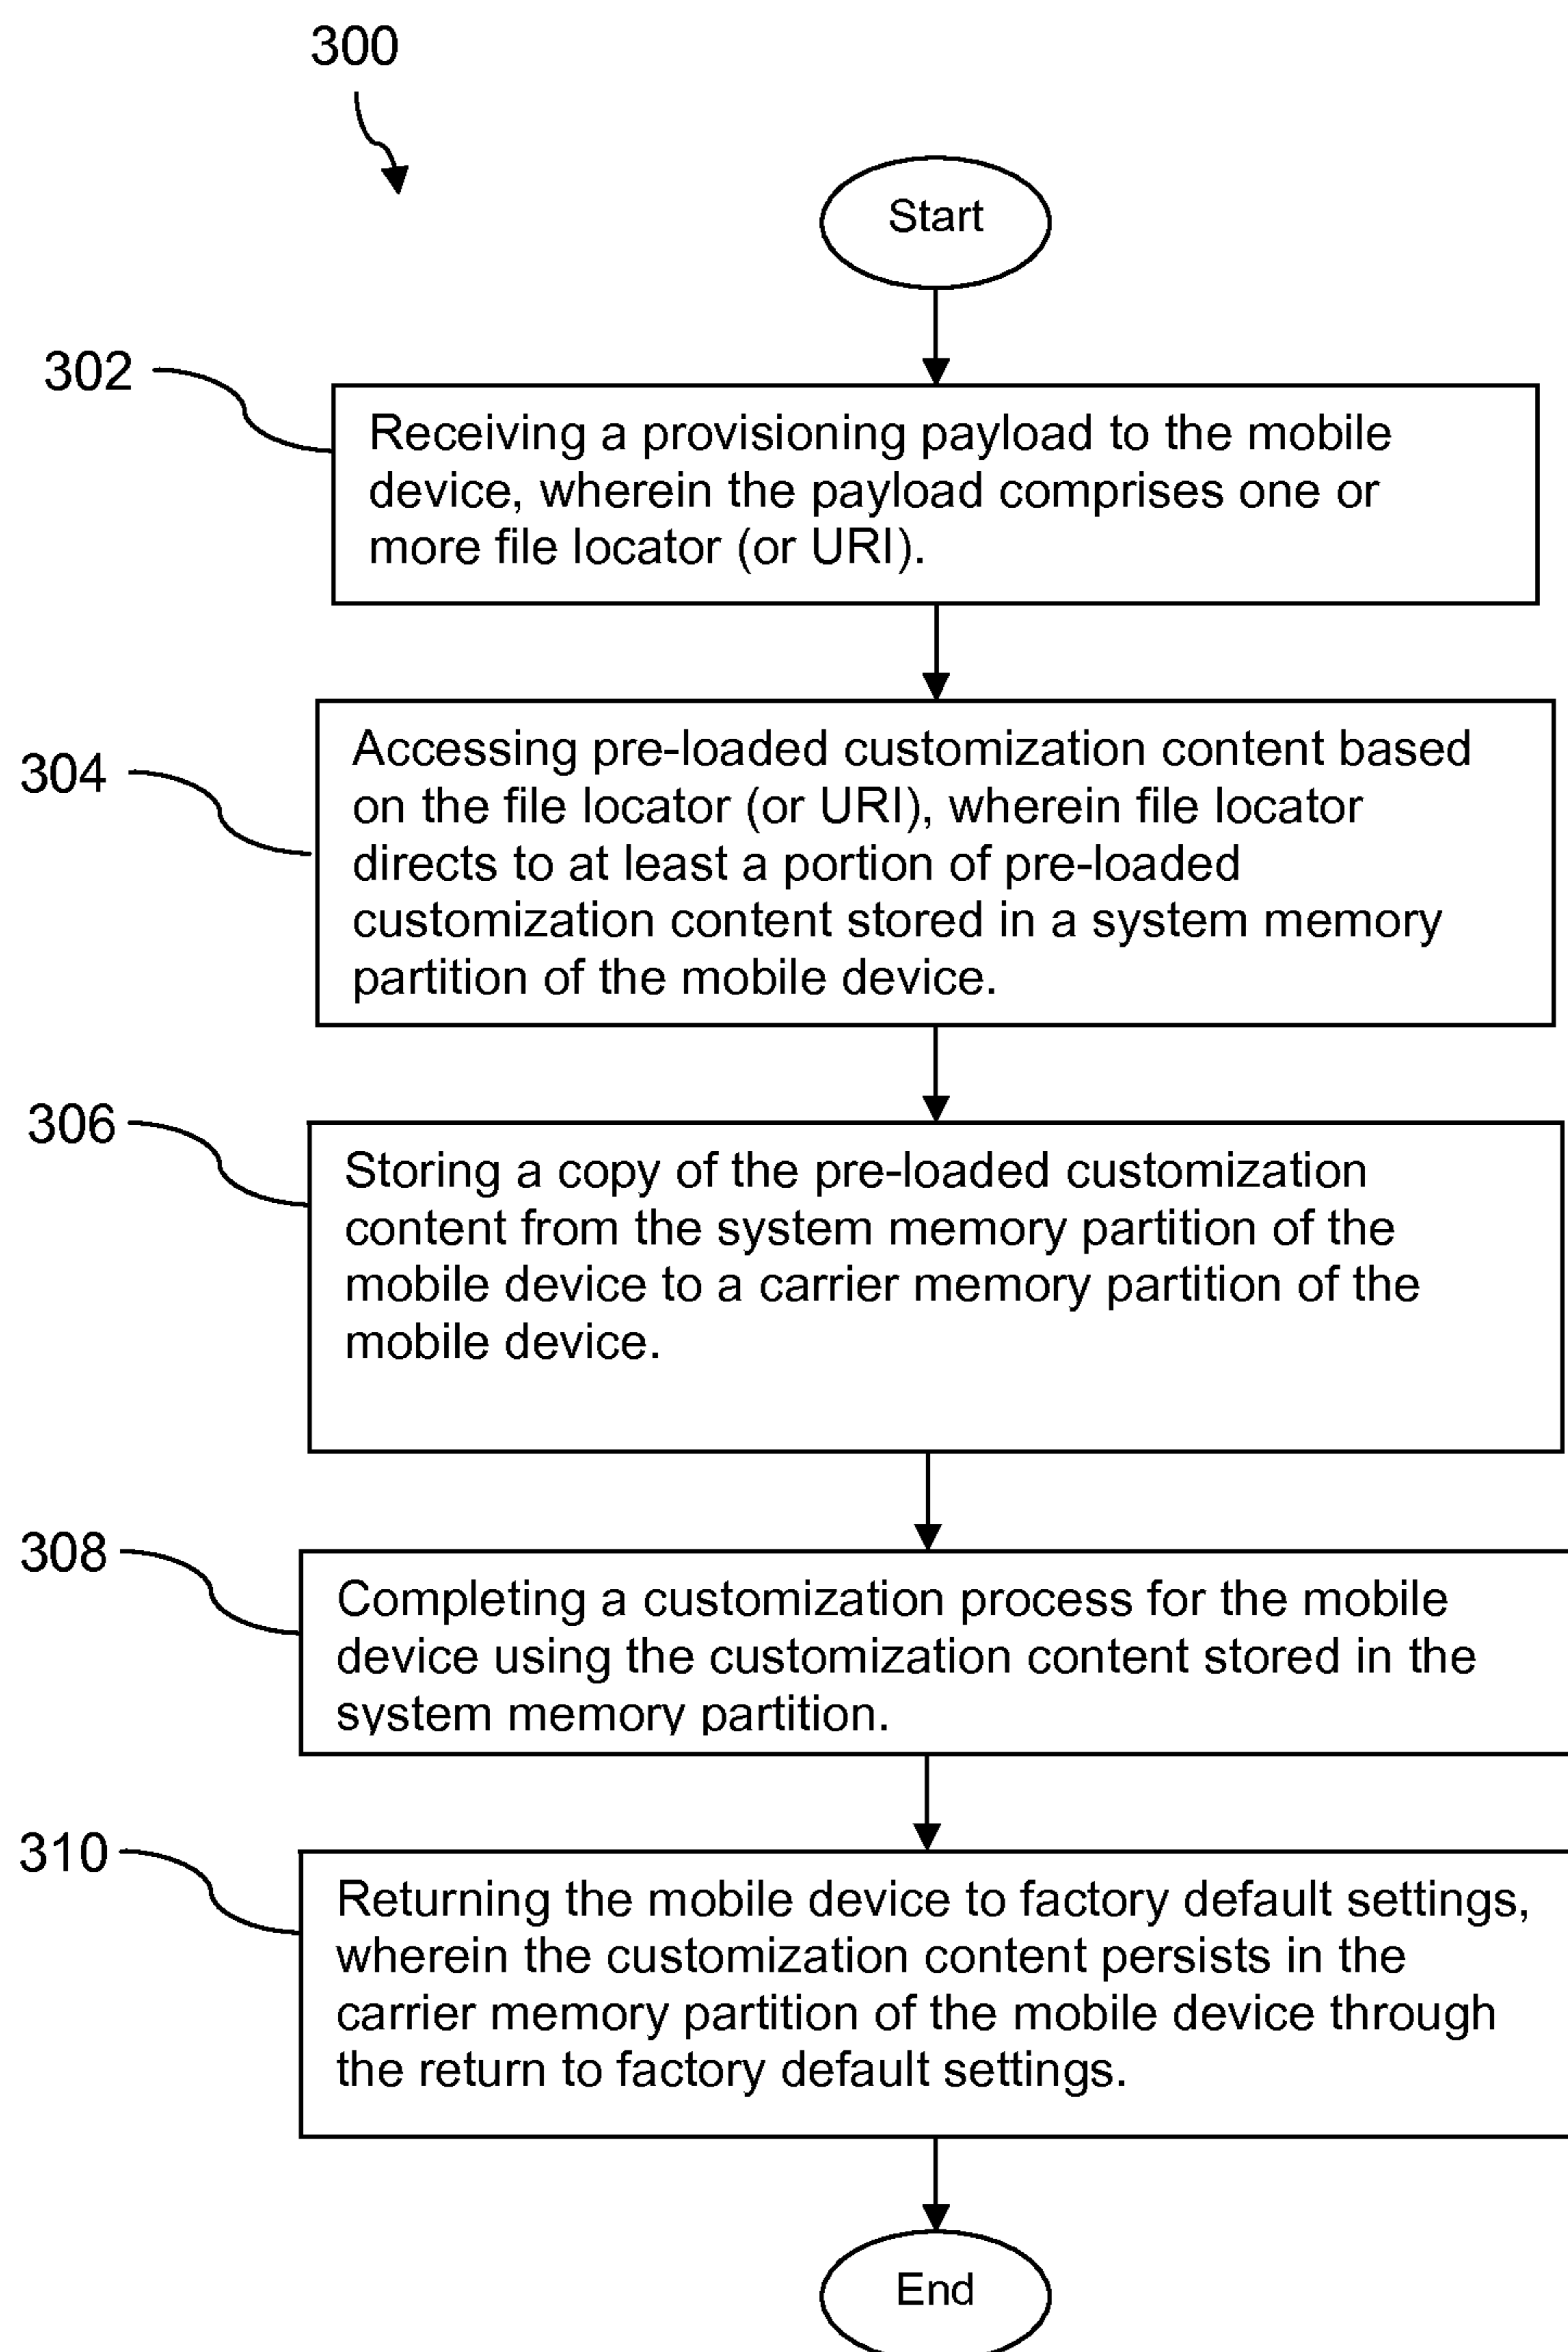 300
Start
302
Receiving a provisioning payload to the mobile
device, wherein the payload comprises one or
more file locator (or URI).
304
Accessing pre-loaded customization content based
on the file locator (or URI), wherein file locator
directs to at least a portion of pre-loaded
customization content stored in a system memory
partition of the mobile device.
306
Storing a copy of the pre-loaded customization
content from the system memory partition of the
mobile device to a carrier memory partition of the
mobile device.
308
Completing a customization process for the mobile
device using the customization content stored in the
system memory partition.
310
Returning the mobile device to factory default settings,
wherein the customization content persists in the
carrier memory partition of the mobile device through
the return to factory default settings.
End